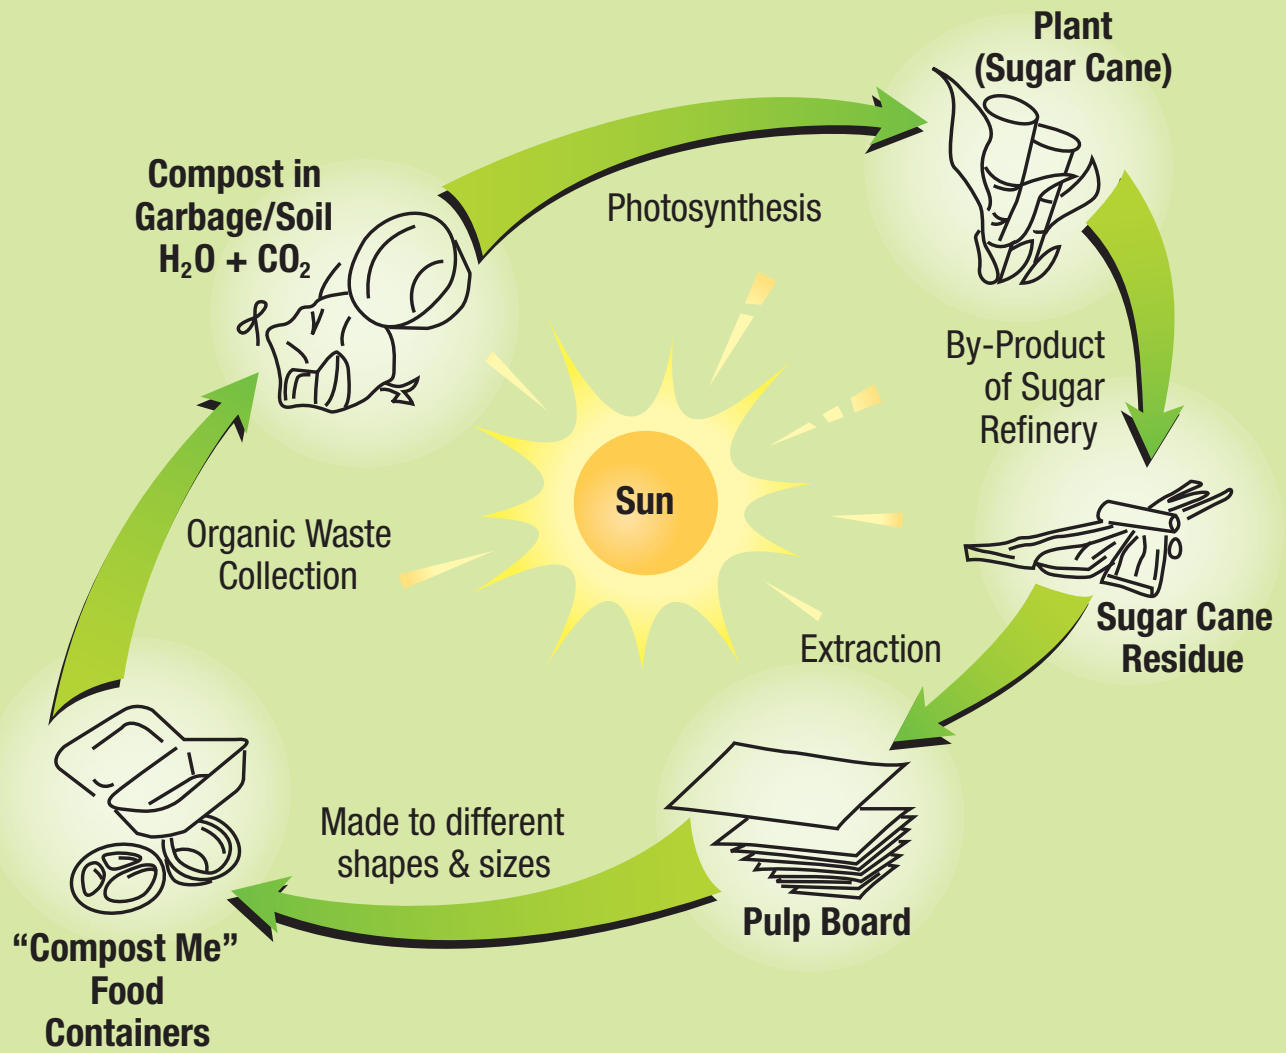 Plant
(Sugar Cane)
Compost in
Garbage/Soil
H₂O + CO₂
Photosynthesis
By-Product
of Sugar
Refinery
Sun
Organic Waste
Collection
Extraction
Sugar Cane
Residue
Made to different
shapes & sizes
Pulp Board
“Compost Me”
Food
Containers